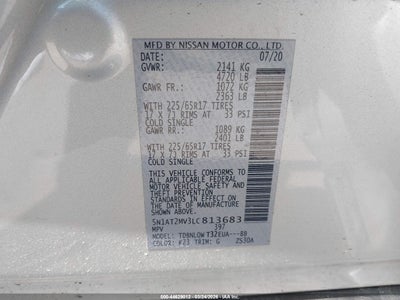 MFD BY NISSAN MOTOR CO., LTD.
DATE: 07/20
GVWR: 2141 KG
4720 LB
GAWR FR.: 1072 KG
2363 LB
WITH 225/65R17 TIRES
17 X 7J RIMS AT 33 PSI
COLD SINGLE
GAWR RR.: 1089 KG
2401 LB
WITH 225/65R17 TIRES
17 X 7J RIMS AT 33 PSI
COLD SINGLE
THIS VEHICLE CONFORMS TO
ALL APPLICABLE FEDERAL MOTOR
VEHICLE SAFETY AND
THEFT PREVENTION STANDARDS
IN EFFECT ON THE DATE OF
MANUFACTURE SHOWN ABOVE.
5N1AT2MV3LC813683
MPV 397
MODEL: T32EUA---BB
COLOR: TRIM: G